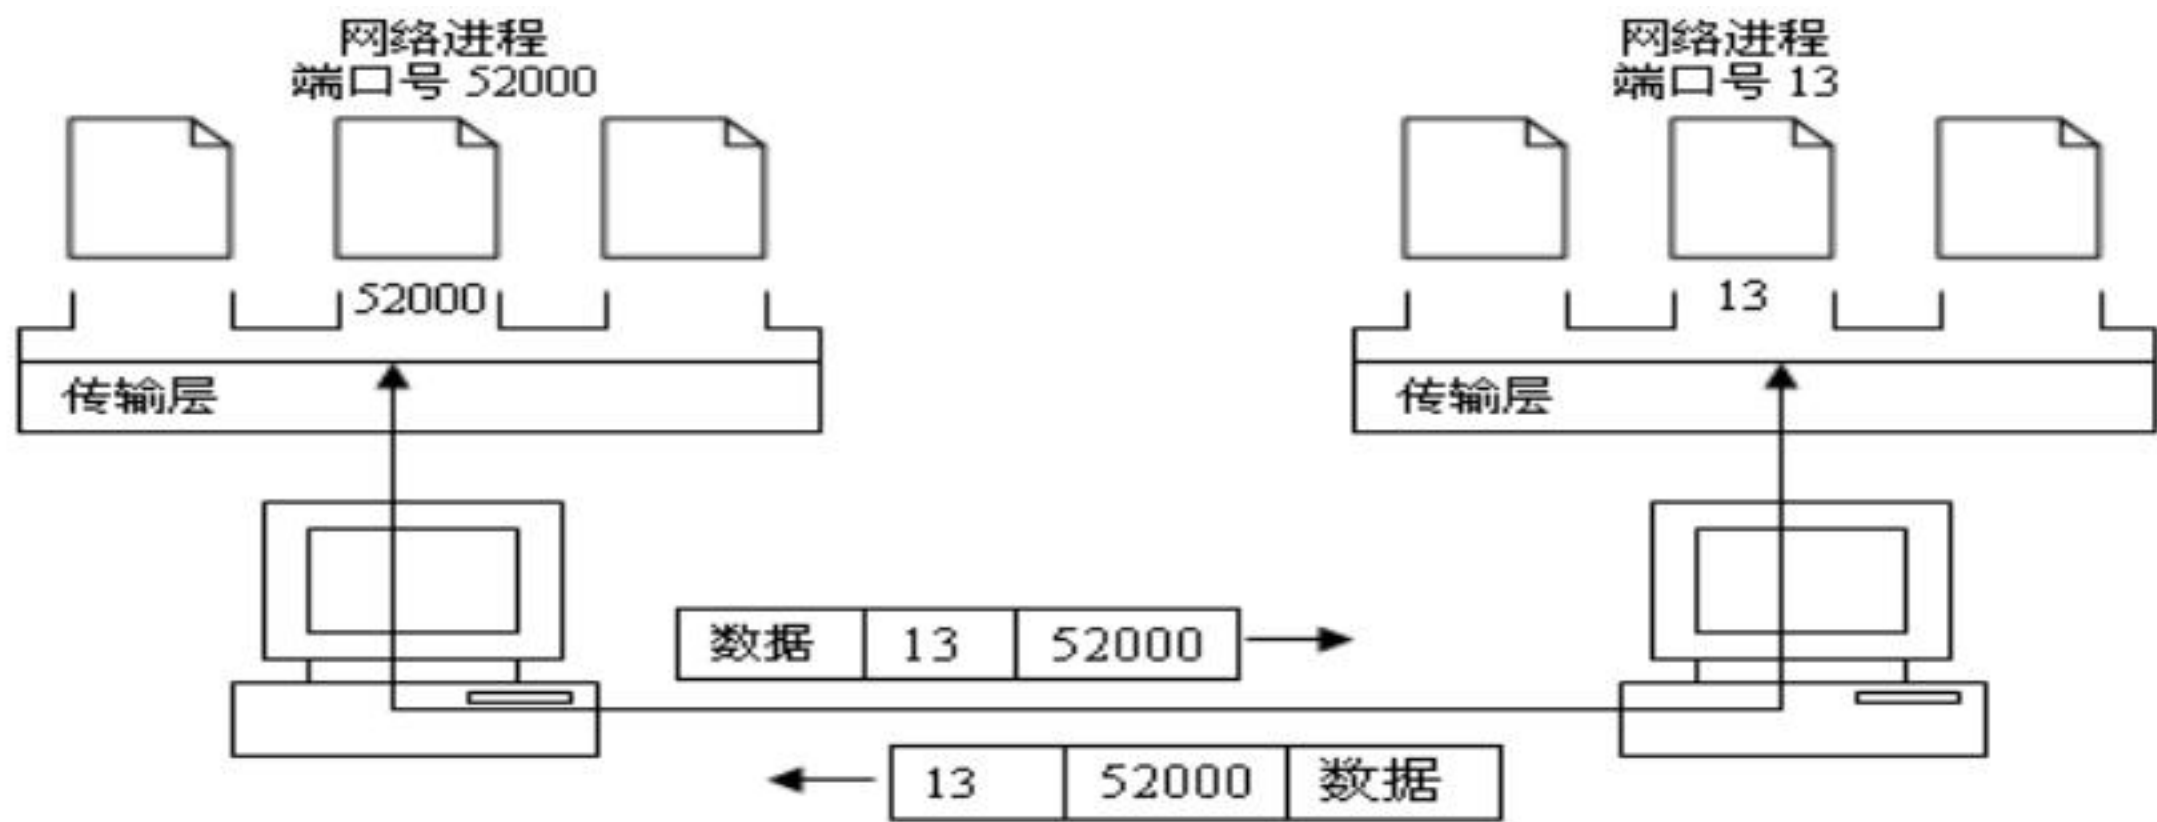 网络进程
端口号 52000
网络进程
端口号 13
52000
13
传输层
传输层
数据 13 52000
13 52000 数据